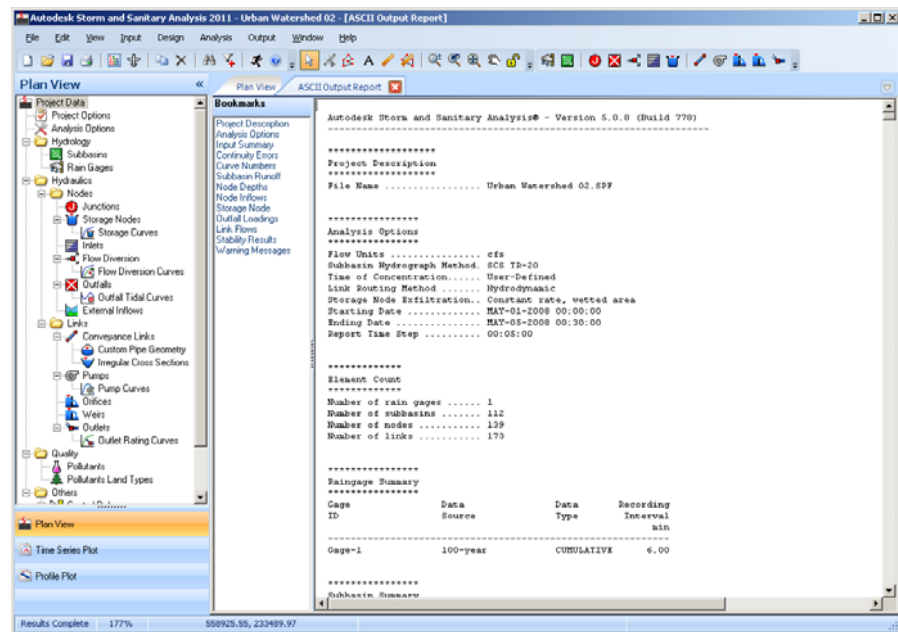 Autodesk Storm and Sanitary Analysis 2011 - Urban Watershed 02 - [ASCII Output Report]
File Edit View Input Design Analysis Output Window Help
Plan View «
Project Data
Project Options
Analysis Options
Hydrology
Subbasins
Rain Gages
Hydraulics
Nodes
Junctions
Storage Nodes
Storage Curves
Inlets
Flow Diversion
Flow Diversion Curves
Outfalls
Outfall Tidal Curves
External Inflows
Links
Conveyance Links
Custom Pipe Geometry
Irregular Cross Sections
Pumps
Pump Curves
Orifices
Weirs
Outlets
Outlet Rating Curves
Quality
Pollutants
Pollutants Land Types
Others
Plan View
Time Series Plot
Profile Plot
Plan View ASCII Output Report
Bookmarks
Project Description
Analysis Options
Input Summary
Continuity Errors
Curve Numbers
Subbasin Runoff
Node Depths
Node Inflows
Storage Node
Outfall Loadings
Link Flows
Stability Results
Warning Messages
Autodesk Storm and Sanitary Analysis® - Version 5.0.8 (Build 778)
------------------------------------------------------------------
*******************
Project Description
*******************
File Name ................. Urban Watershed 02.SPF
****************
Analysis Options
****************
Flow Units ................ cfs
Subbasin Hydrograph Method. SCS TR-20
Time of Concentration...... User-Defined
Link Routing Method ....... Hydrodynamic
Storage Node Exfiltration.. Constant rate, wetted area
Starting Date ............. MAY-01-2008 00:00:00
Ending Date ............... MAY-05-2008 00:30:00
Report Time Step .......... 00:05:00
*************
Element Count
*************
Number of rain gages ...... 1
Number of subbasins ....... 112
Number of nodes ........... 139
Number of links ........... 173
****************
Raingage Summary
****************
Gage Data Data Recording
ID Source Type Interval
min
------------------------------------------------------------------
Gage-1 100-year CUMULATIVE 6.00
****************
Subbasin Summary
Results Complete 177% 558925.55, 233489.97